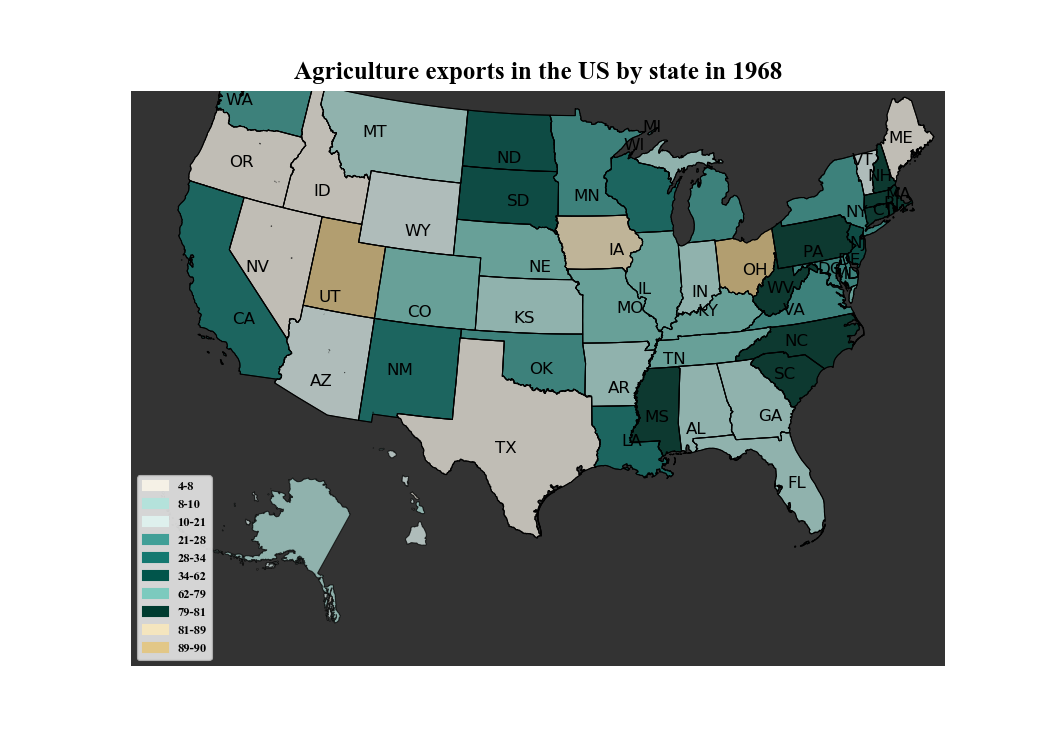 Agriculture exports in the US by state in 1968
WA
MT
ND
MN
WI
MI
ME
VT
NH
OR
ID
SD
WY
NY
MA
CT
IA
PA
NV
NE
OH
UT
CO
IL
IN
WV
VA
MO
KY
KS
CA
NC
TN
NM
OK
AZ
AR
SC
MS
AL
GA
TX
LA
FL
DE
MD
4-8
8-10
10-21
21-28
28-34
34-62
62-79
79-81
81-89
89-90